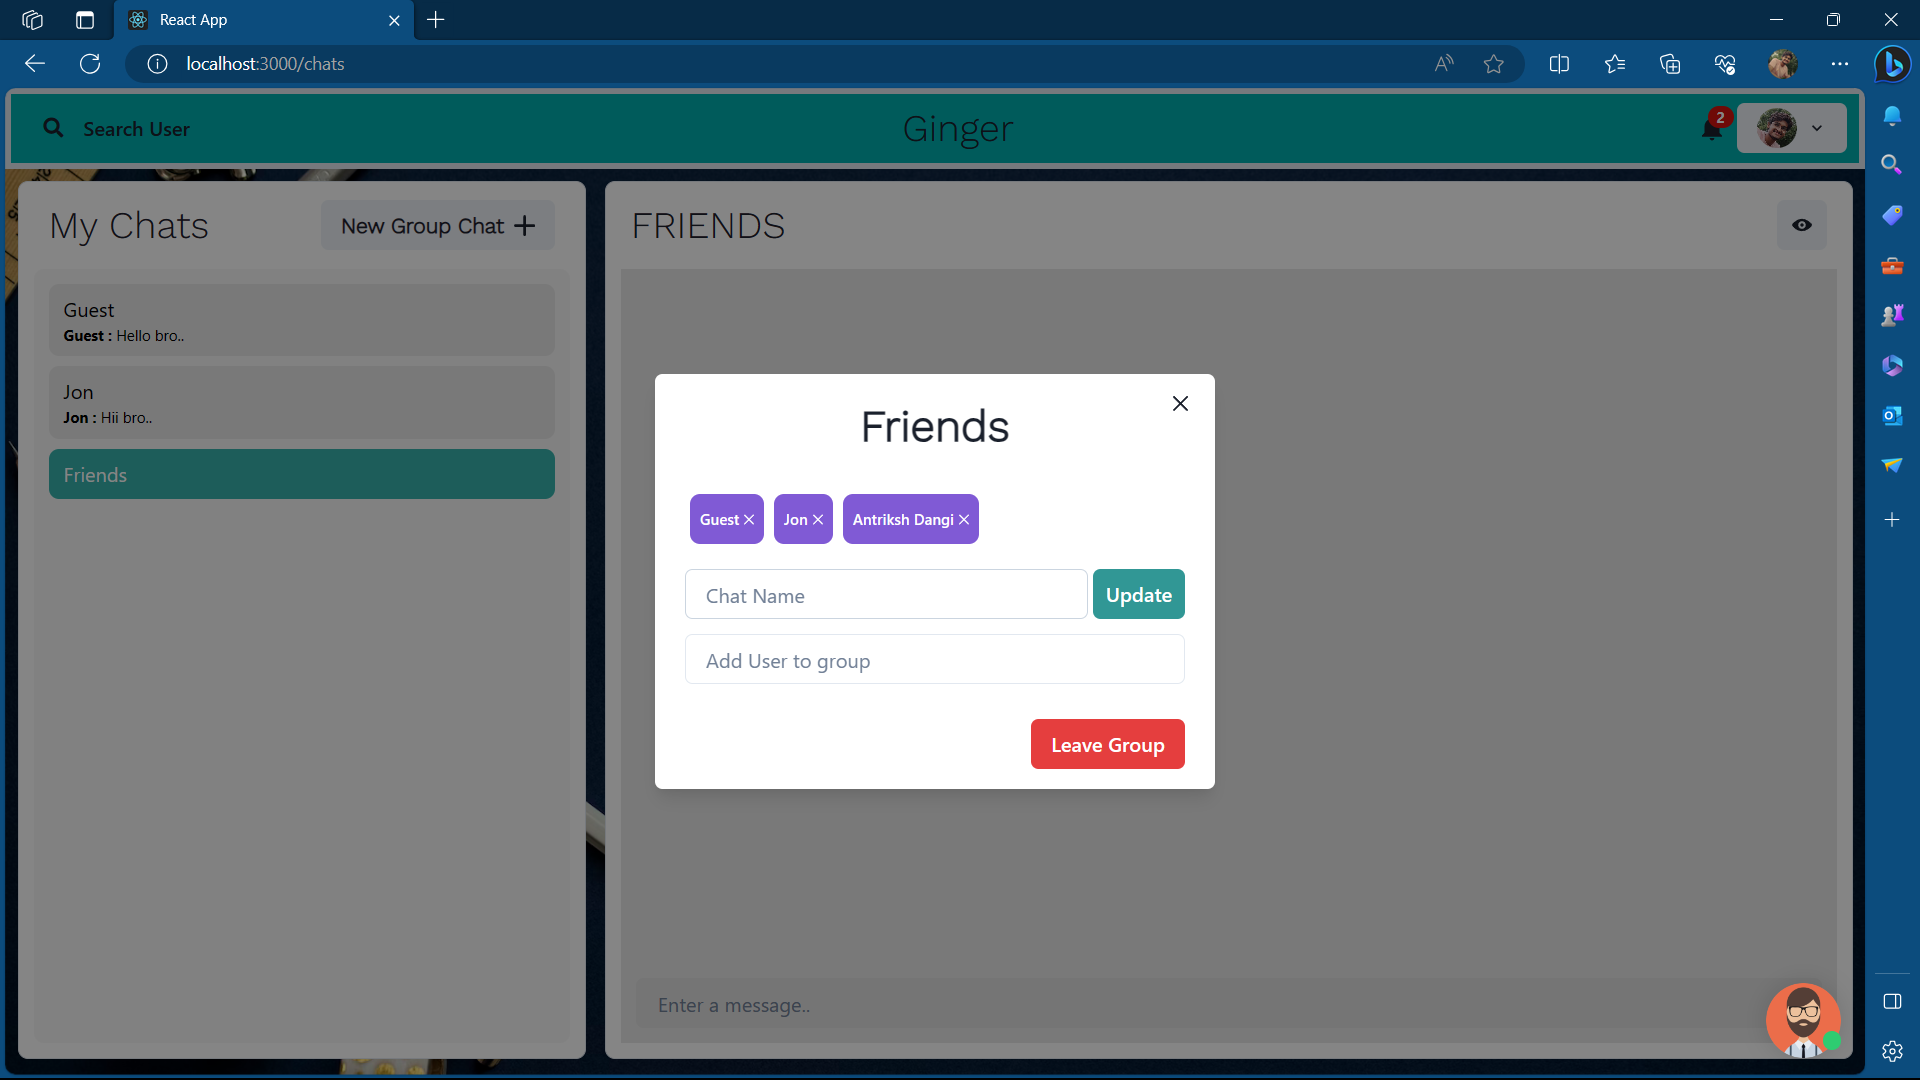 React App
localhost:3000/chats
Search User
Ginger
2
My Chats
New Group Chat
Guest
Guest : Hello bro..
Jon
Jon : Hii bro..
Friends
FRIENDS
Friends
Guest
Jon
Antriksh Dangi
Chat Name
Update
Add User to group
Leave Group
Enter a message..